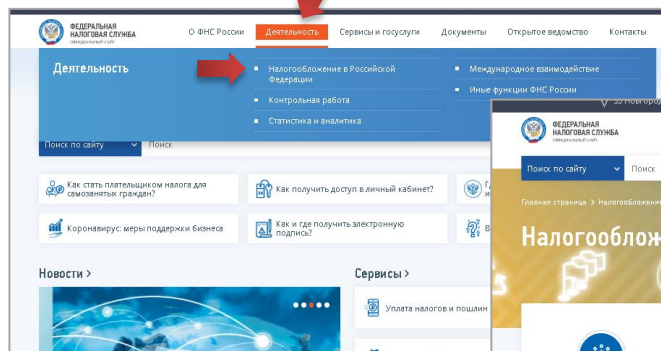 ФЕДЕРАЛЬНАЯ
НАЛОГОВАЯ СЛУЖБА
ОФИЦИАЛЬНЫЙ САЙТ
О ФНС России Деятельность Сервисы и госуслуги Документы Открытое ведомство Контакты
Деятельность
Налогообложение в Российской
Федерации
Контрольная работа
Статистика и аналитика
Международное взаимодействие
Иные функции ФНС России
Поиск по сайту Поиск
Как стать плательщиком налога для
самозанятых граждан?
Как получить доступ в личный кабинет?
Коронавирус: меры поддержки бизнеса
Как и где получить электронную
подпись?
Новости >
Сервисы >
Уплата налогов и пошлин
53 Новгород
ФЕДЕРАЛЬНАЯ
НАЛОГОВАЯ СЛУЖБА
ОФИЦИАЛЬНЫЙ САЙТ
Поиск по сайту Поиск
Главная страница > Налогообложени
Налогооблож